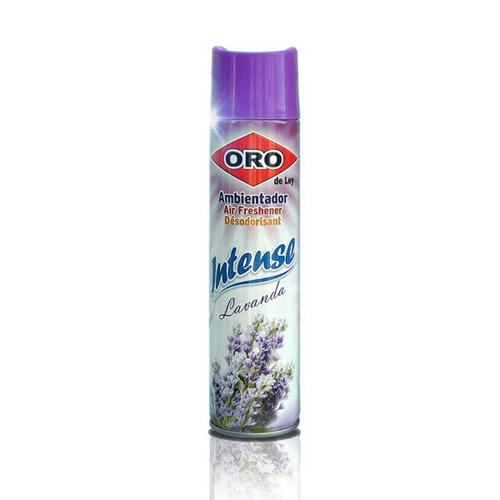 ORO
de Ley
Ambientador
Air Freshener
Désodorisant
Intense
Lavanda